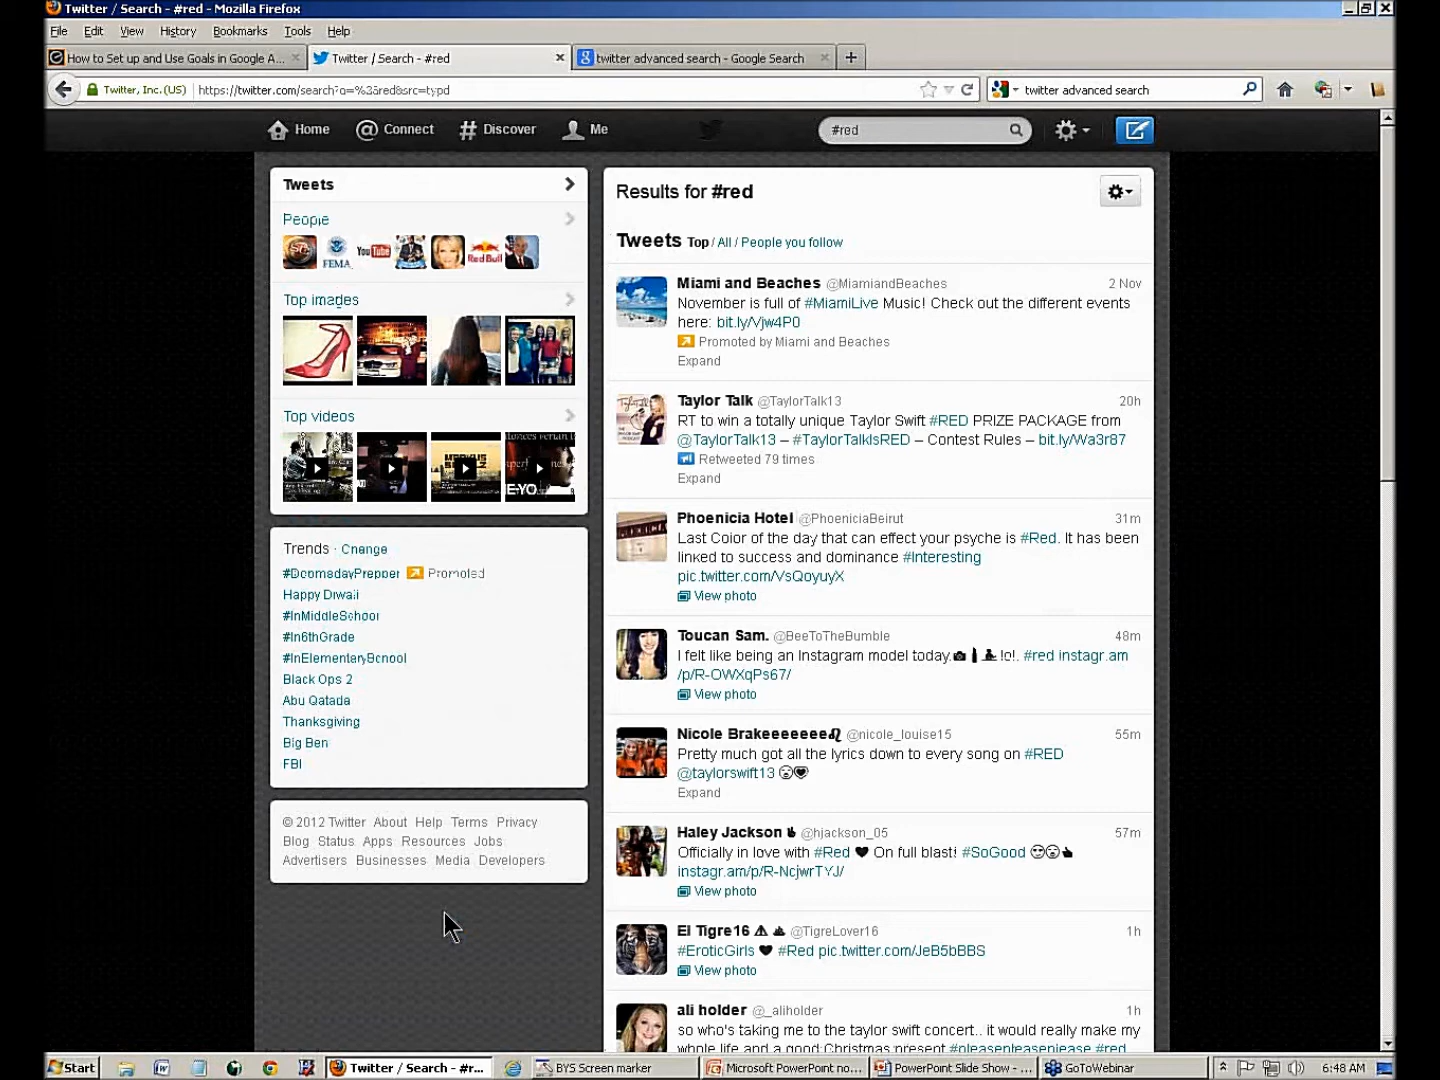 Twitter / Search - #red - Mozilla Firefox
File Edit View History Bookmarks Tools Help
How to Set up and Use Goals in Google A...
Twitter / Search - #red
twitter advanced search - Google Search
Twitter, Inc. (US) https://twitter.com/search?q=%23red&src=typd
twitter advanced search
Home Connect Discover Me
#red
Tweets
People
FEMA YouTube Red Bull
Top images
Top videos
Trends · Change
#DoomsdayPrepper Promoted
Happy Diwali
#InMiddleSchool
#In6thGrade
#InElementarySchool
Black Ops 2
Abu Qatada
Thanksgiving
Big Ben
FBI
© 2012 Twitter About Help Terms Privacy
Blog Status Apps Resources Jobs
Advertisers Businesses Media Developers
Results for #red
Tweets Top / All / People you follow
Miami and Beaches @MiamiandBeaches 2 Nov
November is full of #MiamiLive Music! Check out the different events
here: bit.ly/Vjw4P0
Promoted by Miami and Beaches
Expand
Taylor Talk @TaylorTalk13 20h
RT to win a totally unique Taylor Swift #RED PRIZE PACKAGE from
@TaylorTalk13 – #TaylorTalkIsRED – Contest Rules – bit.ly/Wa3r87
Retweeted 79 times
Expand
Phoenicia Hotel @PhoeniciaBeirut 31m
Last Color of the day that can effect your psyche is #Red. It has been
linked to success and dominance #Interesting
pic.twitter.com/VsQoyuyX
View photo
Toucan Sam. @BeeToTheBumble 48m
I felt like being an Instagram model today. lol. #red instagr.am
/p/R-OWXqPs67/
View photo
Nicole Brakeeeeeee @nicole_louise15 55m
Pretty much got all the lyrics down to every song on #RED
@taylorswift13
Expand
Haley Jackson @hjackson_05 57m
Officially in love with #Red ♥ On full blast! #SoGood
instagr.am/p/R-NcjwrTYJ/
View photo
El Tigre16 @TigreLover16 1h
#EroticGirls ♥ #Red pic.twitter.com/JeB5bBBS
View photo
ali holder @_aliholder 1h
so who's taking me to the taylor swift concert.. it would really make my
whole life and a good Christmas present #pleasepleaseplease #red
Start
Twitter / Search - #r...
BYS Screen marker
Microsoft PowerPoint no...
PowerPoint Slide Show - ...
GoToWebinar
6:48 AM